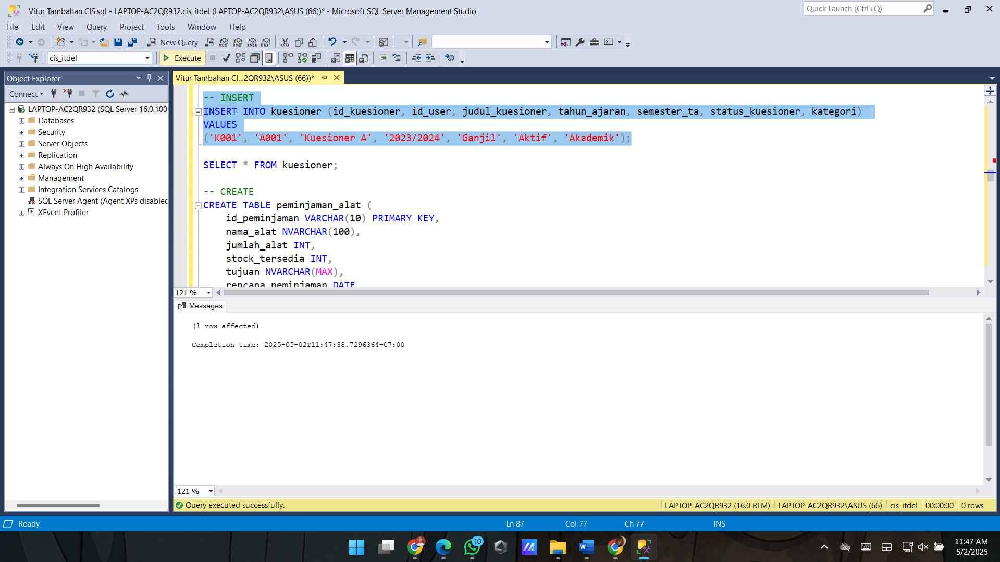 Vitur Tambahan CIS.sql - LAPTOP-AC2QR932.cis_itdel (LAPTOP-AC2QR932\ASUS (66))* - Microsoft SQL Server Management Studio
Quick Launch (Ctrl+Q)
File Edit View Query Project Tools Window Help
New Query
MDX DMX XMLA DAX
cis_itdel
Execute
Object Explorer
Vitur Tambahan CI...2QR932\ASUS (66))*
Connect
LAPTOP-AC2QR932 (SQL Server 16.0.100
Databases
Security
Server Objects
Replication
Always On High Availability
Management
Integration Services Catalogs
SQL Server Agent (Agent XPs disabled
XEvent Profiler
-- INSERT
INSERT INTO kuesioner (id_kuesioner, id_user, judul_kuesioner, tahun_ajaran, semester_ta, status_kuesioner, kategori)
VALUES
('K001', 'A001', 'Kuesioner A', '2023/2024', 'Ganjil', 'Aktif', 'Akademik');
SELECT * FROM kuesioner;
-- CREATE
CREATE TABLE peminjaman_alat (
id_peminjaman VARCHAR(10) PRIMARY KEY,
nama_alat NVARCHAR(100),
jumlah_alat INT,
stock_tersedia INT,
tujuan NVARCHAR(MAX),
rencana_peminjaman DATE
121 %
Messages
(1 row affected)
Completion time: 2025-05-02T11:47:38.7296364+07:00
121 %
Query executed successfully.
LAPTOP-AC2QR932 (16.0 RTM) LAPTOP-AC2QR932\ASUS (66) cis_itdel 00:00:00 0 rows
Ready
Ln 87 Col 77 Ch 77 INS
10
11:47 AM
5/2/2025